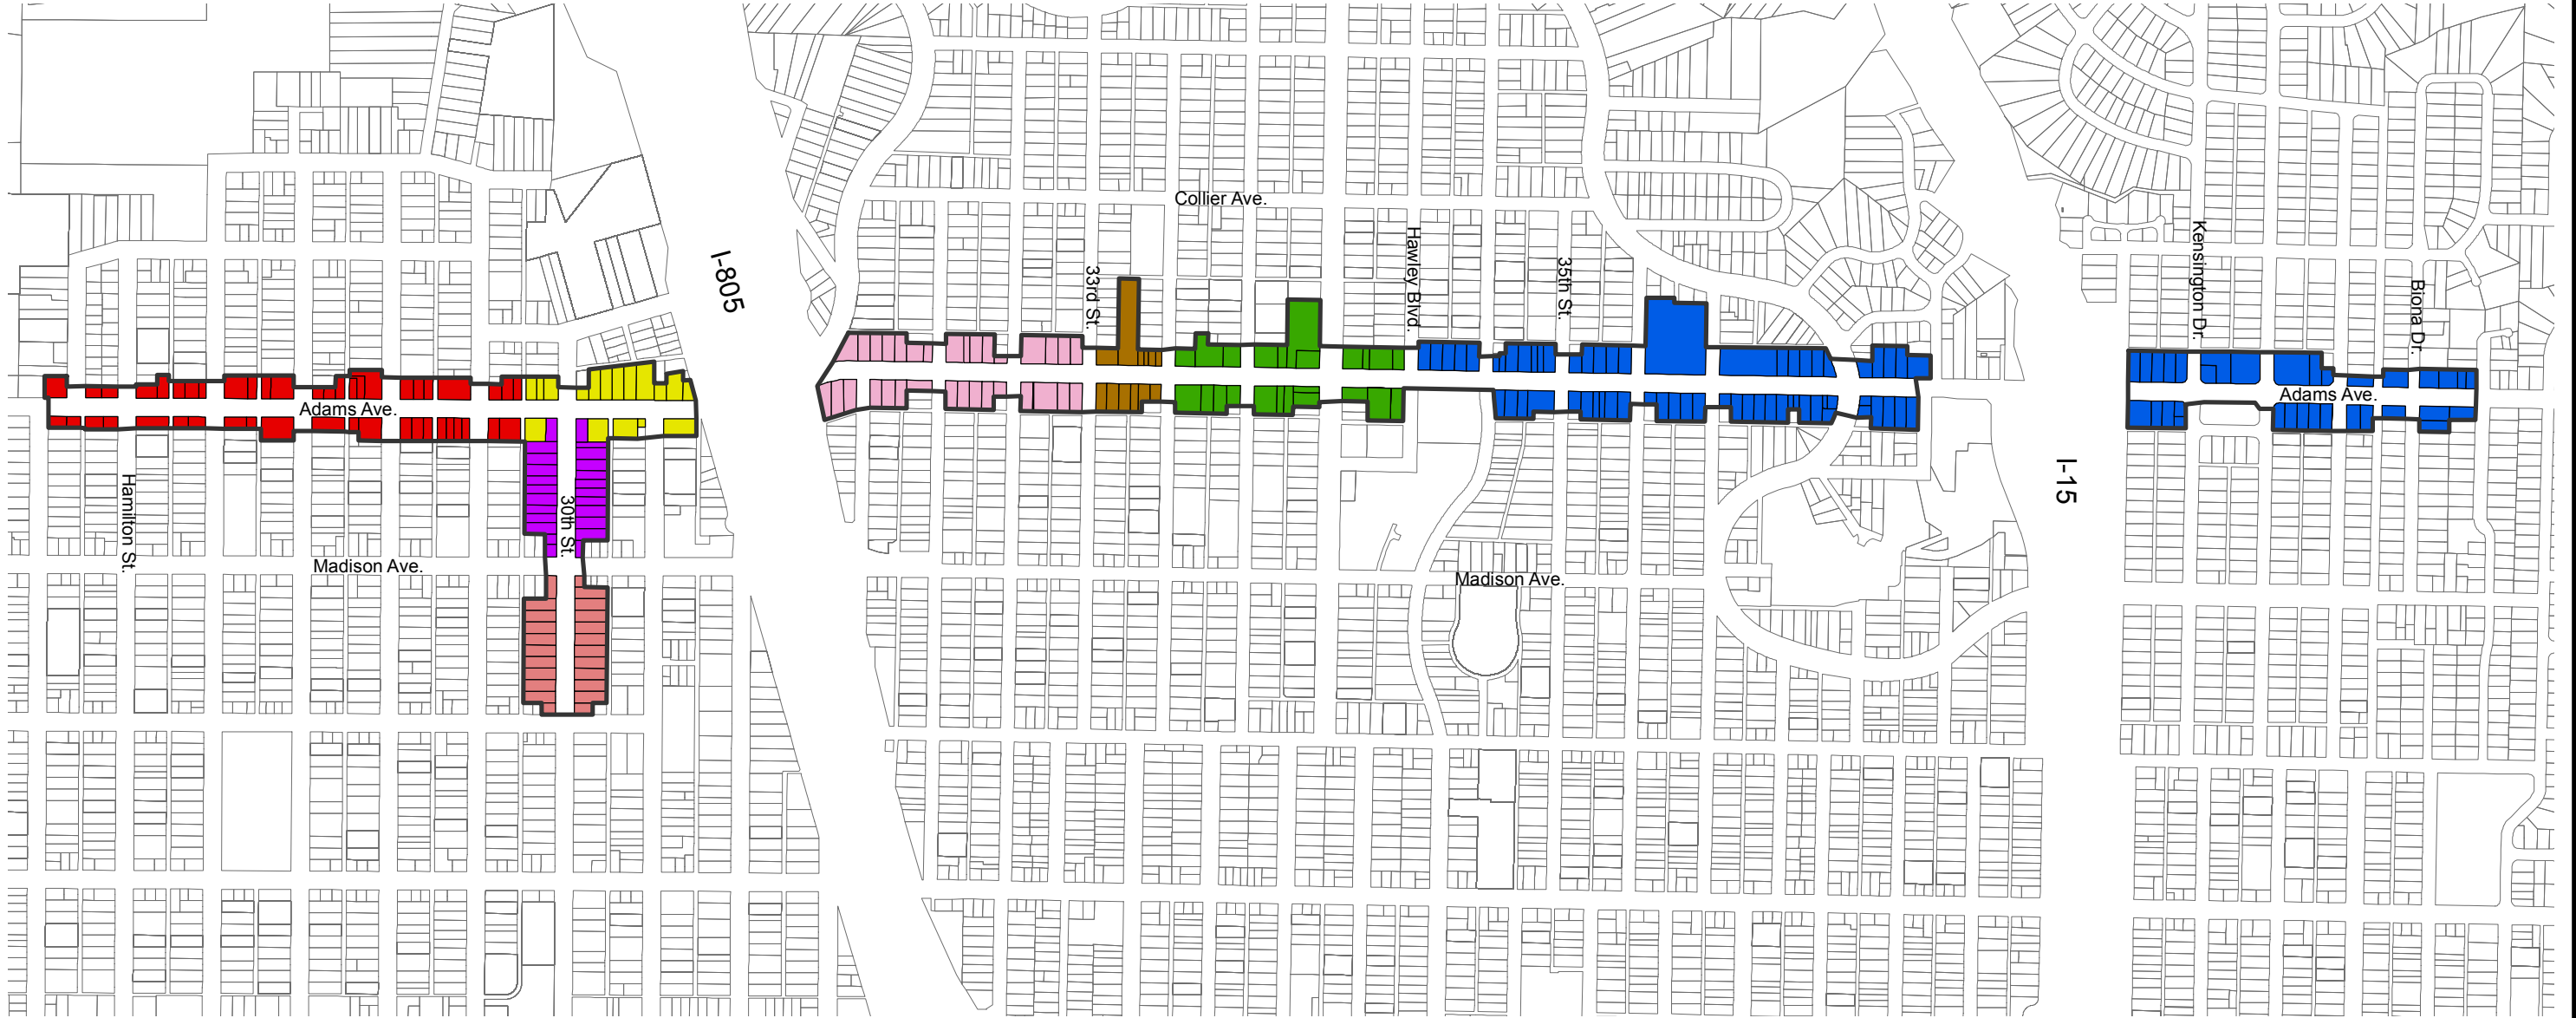 Collier Ave.
Kensington Dr.
Hawley Blvd.
I-805
35th St.
33rd St.
Biona Dr.
Adams Ave.
Adams Ave.
I-15
Hamilton St.
30th St.
Madison Ave.
Madison Ave.